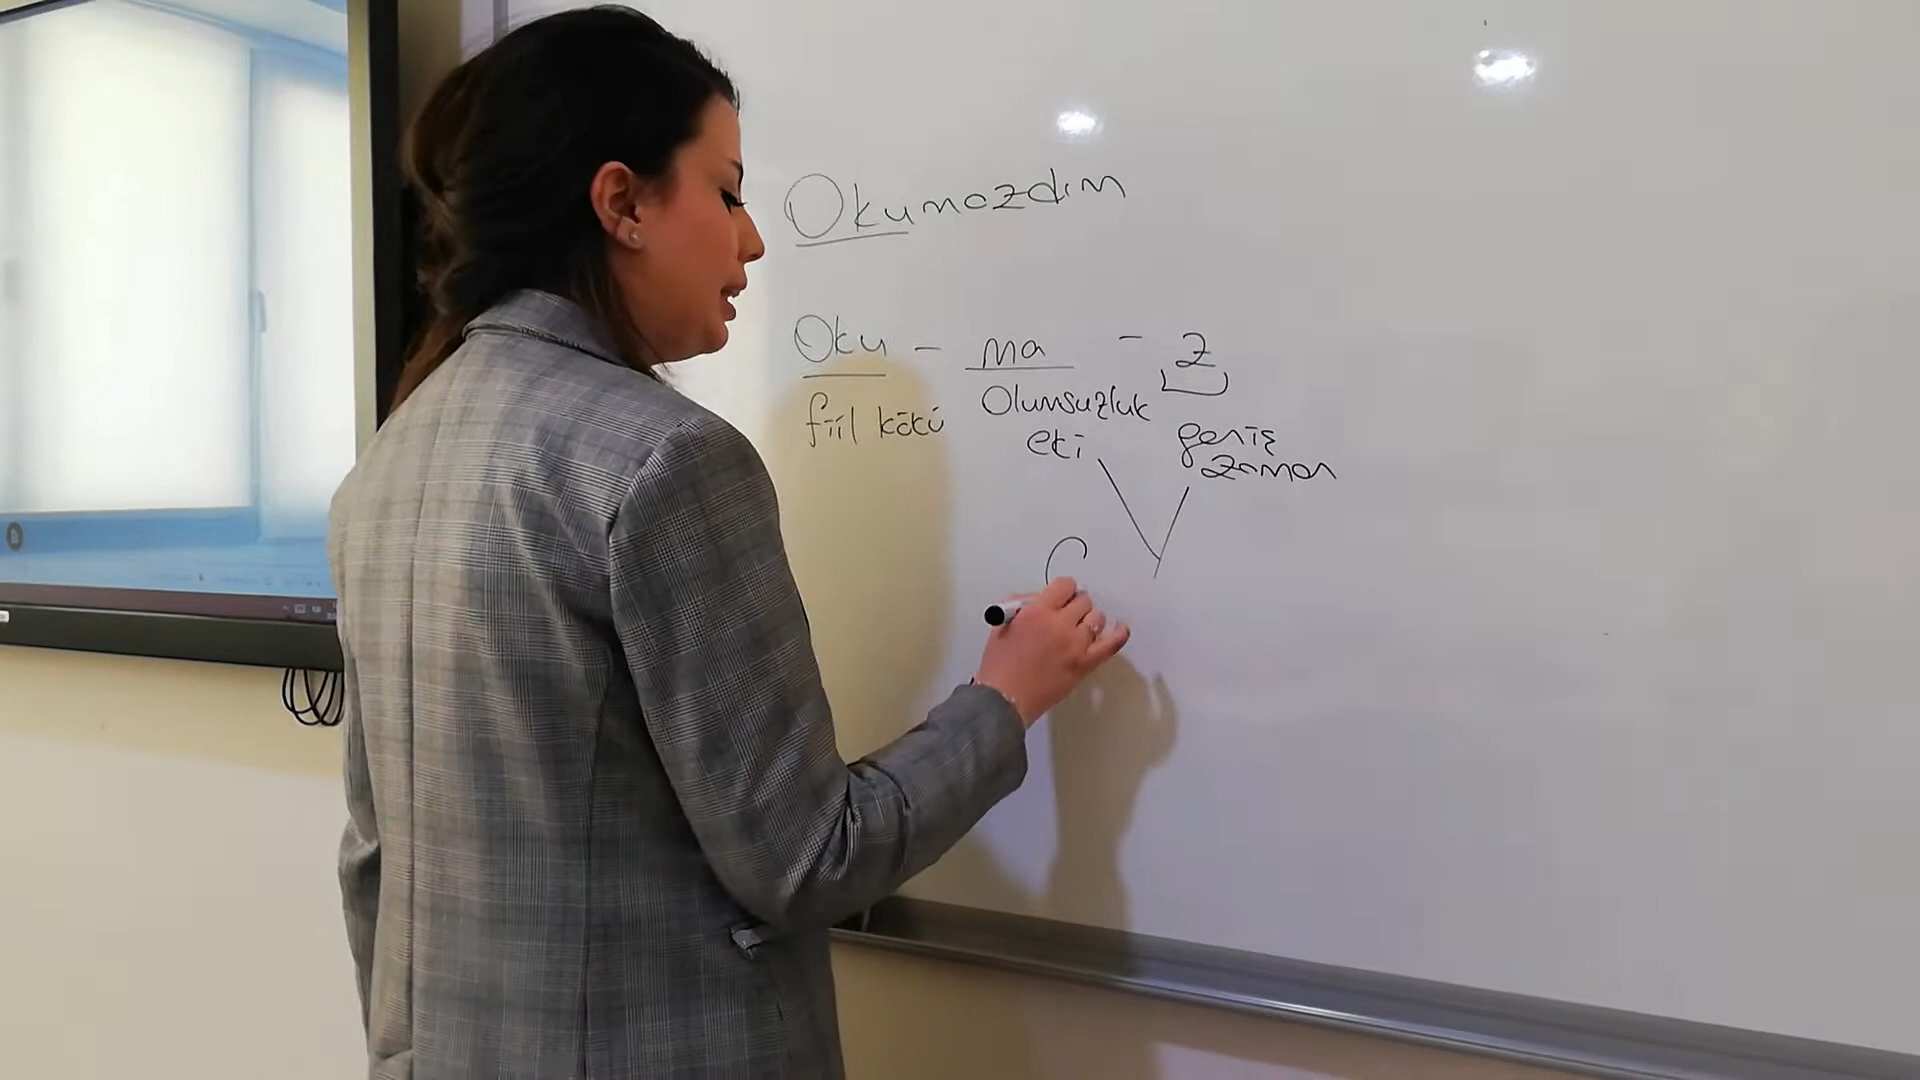 Okumazdım
Oku - ma - z
fiil kökü Olumsuzluk eki geniş zaman